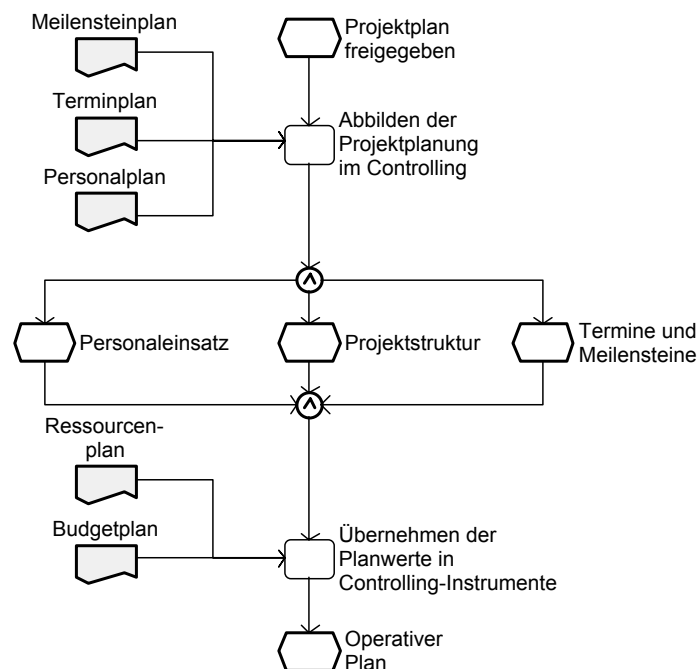 Meilensteinplan
Projektplan
freigegeben
Terminplan
Abbilden der
Projektplanung
im Controlling
Personalplan
Personaleinsatz
Projektstruktur
Termine und
Meilensteine
Ressourcen-
plan
Budgetplan
Übernehmen der
Planwerte in
Controlling-Instrumente
Operativer
Plan